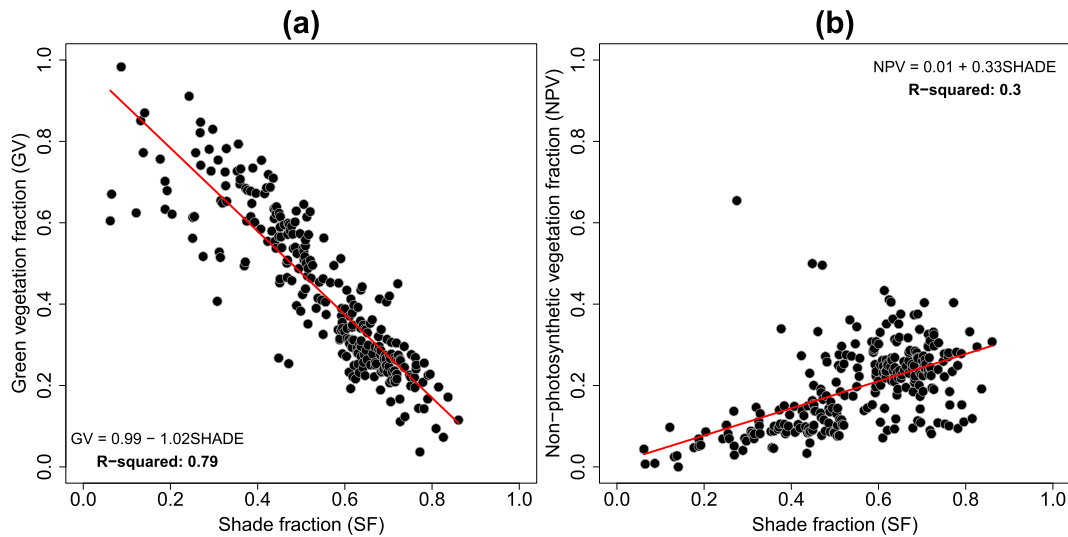 (a)
Green vegetation fraction (GV)
1.0
0.8
0.6
0.4
0.2
0.0
GV = 0.99 − 1.02SHADE
R−squared: 0.79
0.0 0.2 0.4 0.6 0.8 1.0
Shade fraction (SF)
(b)
Non−photosynthetic vegetation fraction (NPV)
1.0
0.8
0.6
0.4
0.2
0.0
NPV = 0.01 + 0.33SHADE
R−squared: 0.3
0.0 0.2 0.4 0.6 0.8 1.0
Shade fraction (SF)